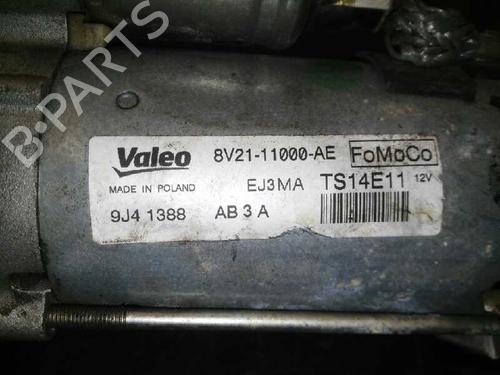 B-PARTS
Valeo 8V21-11000-AE FoMoCo
MADE IN POLAND EJ3MA TS14E11 12V
9J4 1388 AB 3 A